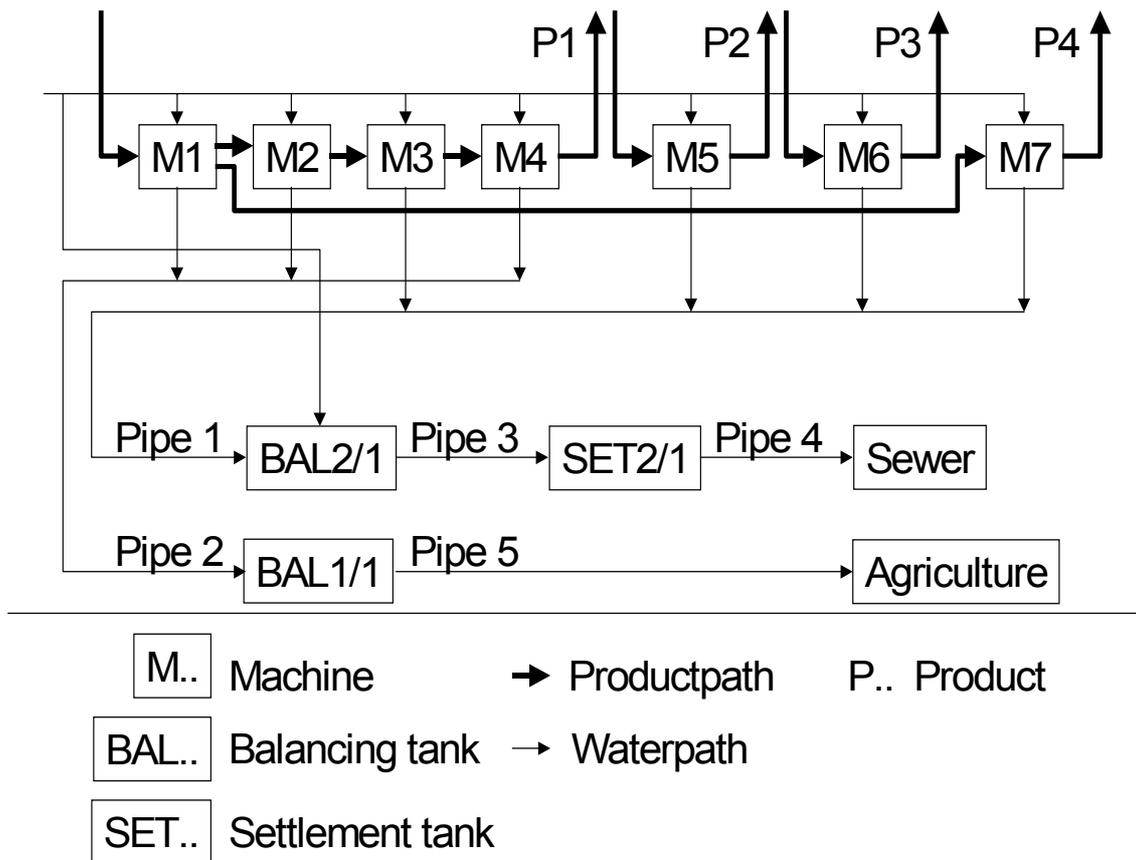 P1 P2 P3 P4
M1 M2 M3 M4 M5 M6 M7
Pipe 1 BAL2/1 Pipe 3 SET2/1 Pipe 4 Sewer
Pipe 2 BAL1/1 Pipe 5 Agriculture
M.. Machine Productpath P.. Product
BAL.. Balancing tank Waterpath
SET.. Settlement tank